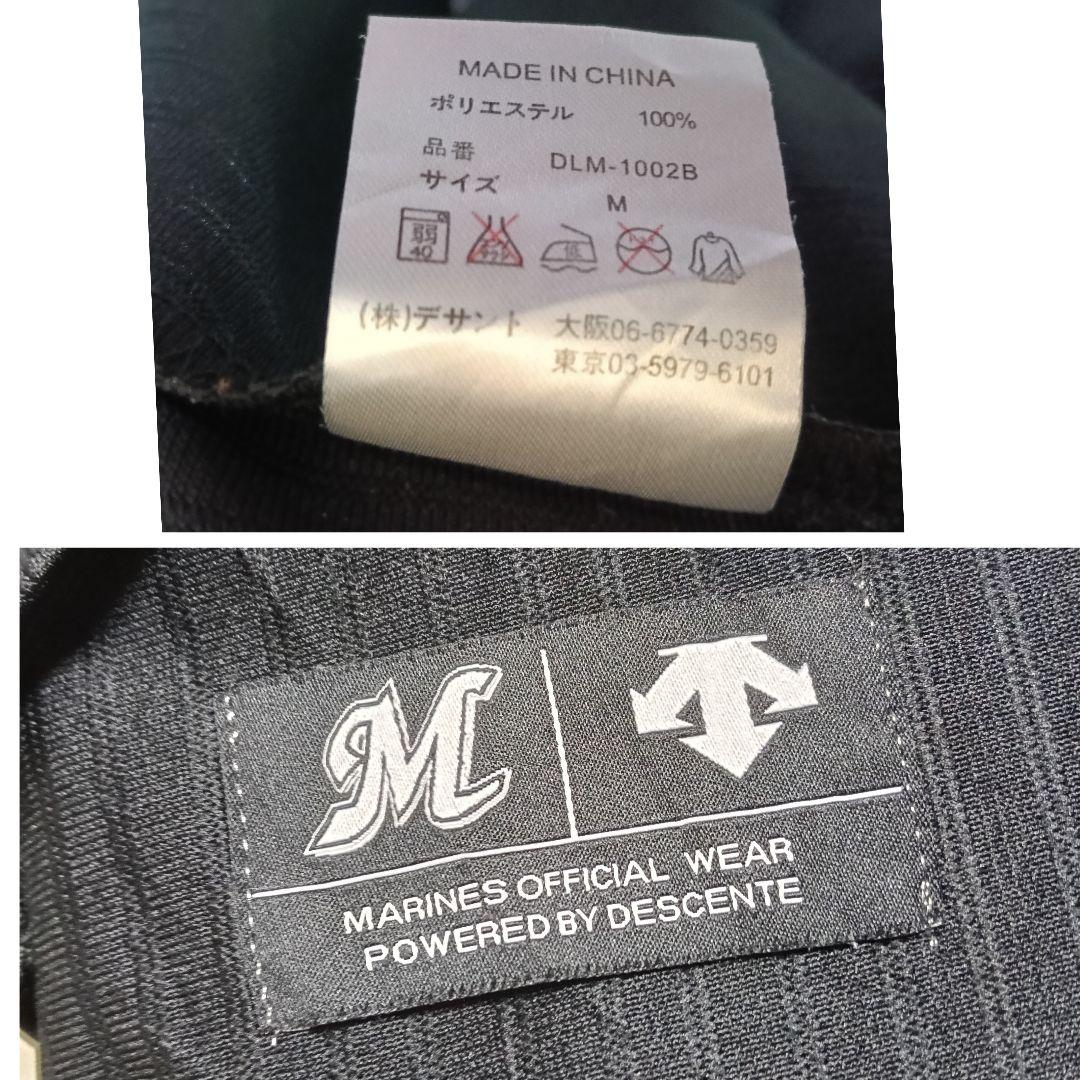 MADE IN CHINA
ポリエステル 100%
品番 DLM-1002B
サイズ M
弱 40 低
(株)デサント 大阪06-6774-0359
東京03-5979-6101
M
MARINES OFFICIAL WEAR
POWERED BY DESCENTE